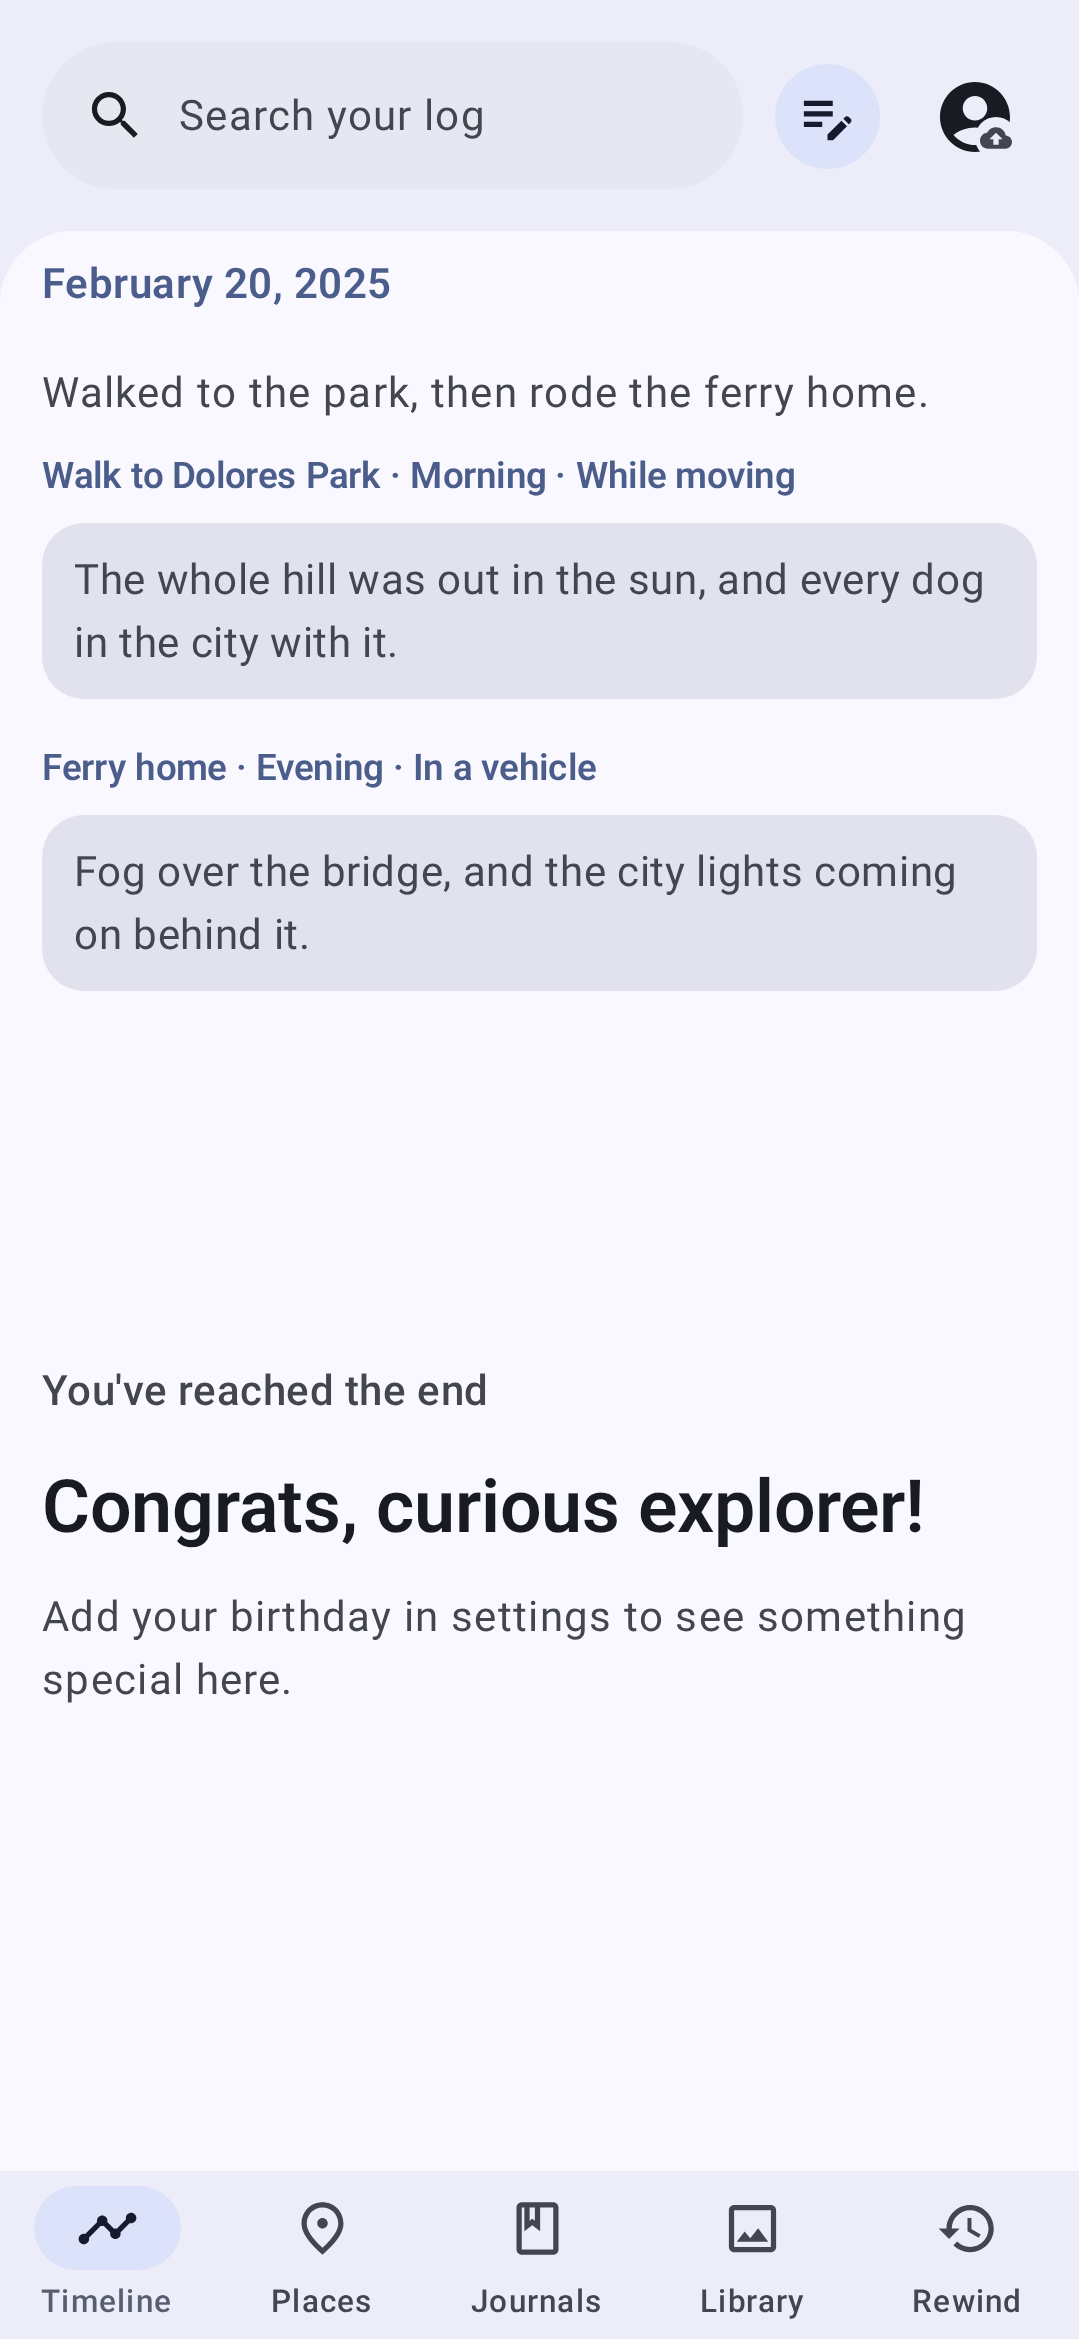 Search your log
February 20, 2025
Walked to the park, then rode the ferry home.
Walk to Dolores Park · Morning · While moving
The whole hill was out in the sun, and every dog
in the city with it.
Ferry home · Evening · In a vehicle
Fog over the bridge, and the city lights coming
on behind it.
You've reached the end
Congrats, curious explorer!
Add your birthday in settings to see something
special here.
Timeline
Places
Journals
Library
Rewind